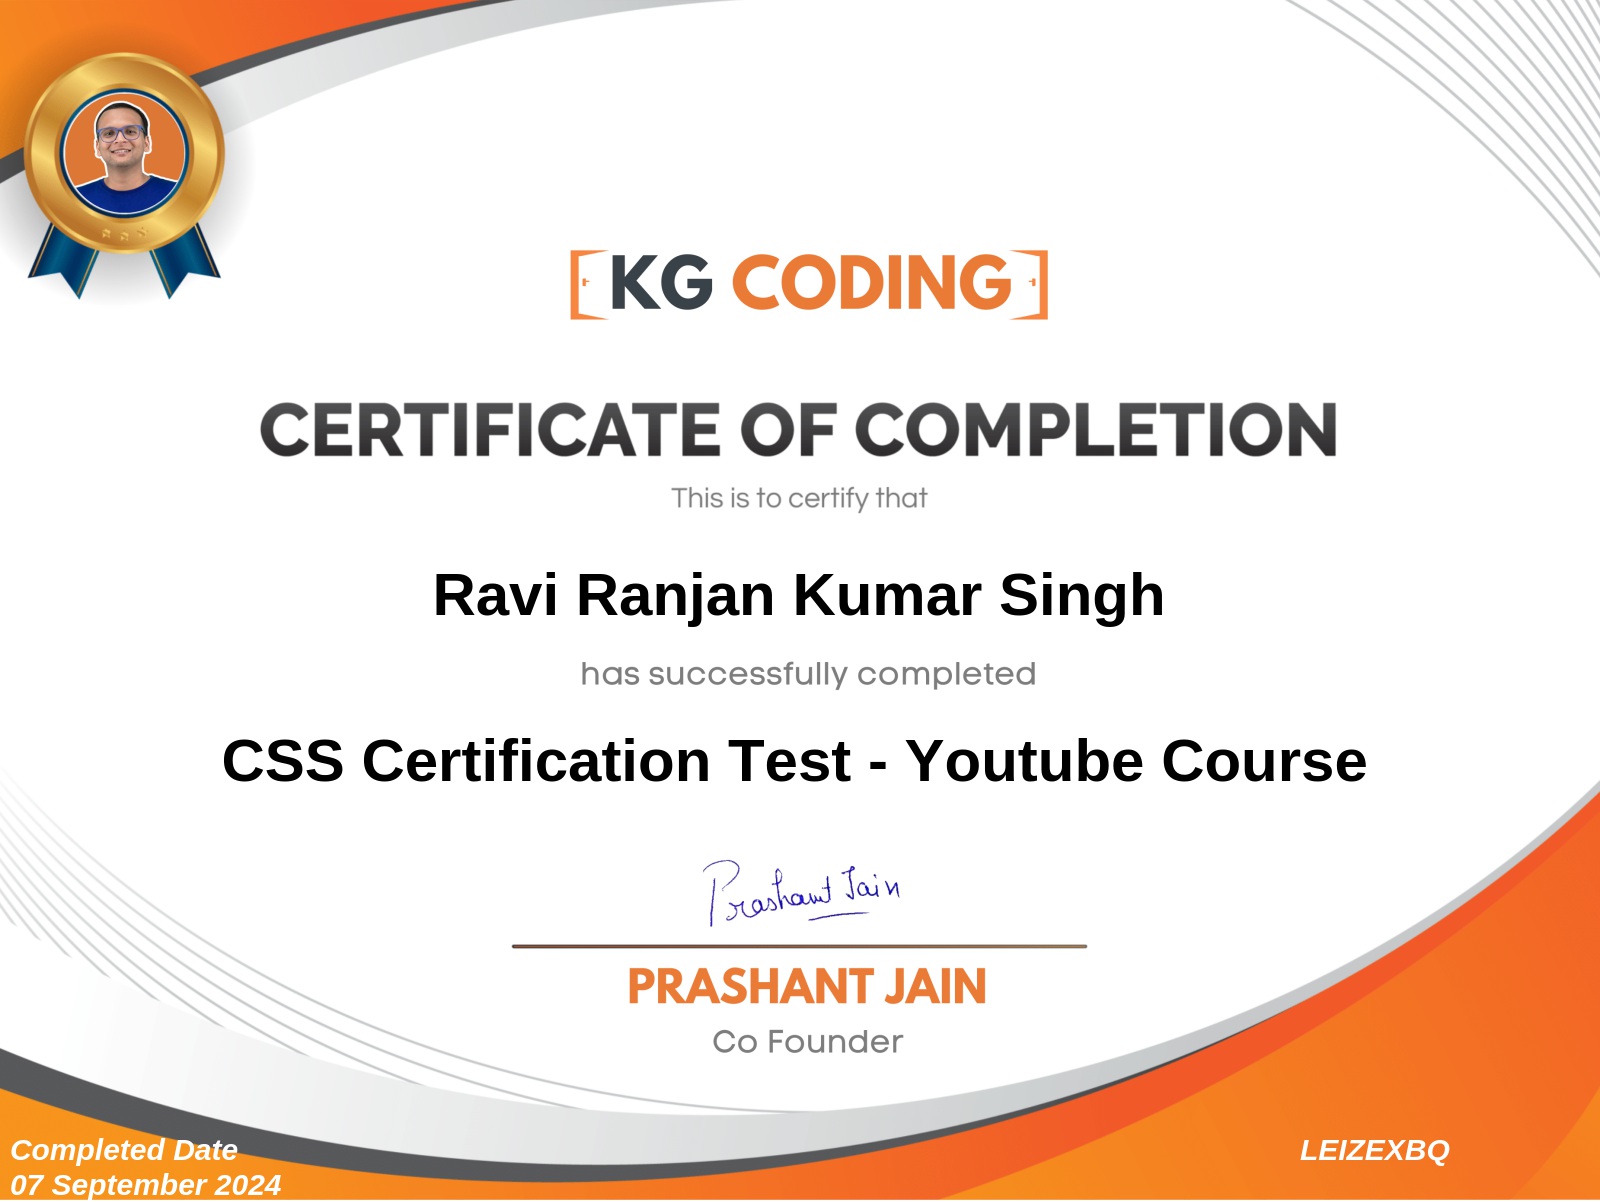 KG CODING
CERTIFICATE OF COMPLETION
This is to certify that
Ravi Ranjan Kumar Singh
has successfully completed
CSS Certification Test - Youtube Course
Prashant Jain
PRASHANT JAIN
Co Founder
Completed Date
07 September 2024
LEIZEXBQ